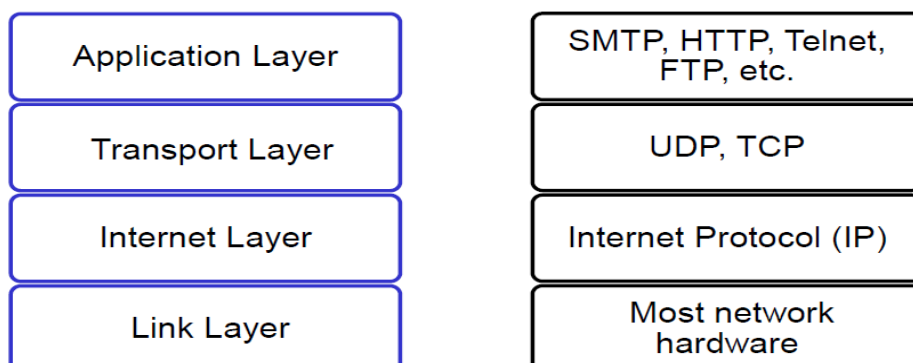 Application Layer
SMTP, HTTP, Telnet,
FTP, etc.
Transport Layer
UDP, TCP
Internet Layer
Internet Protocol (IP)
Link Layer
Most network
hardware